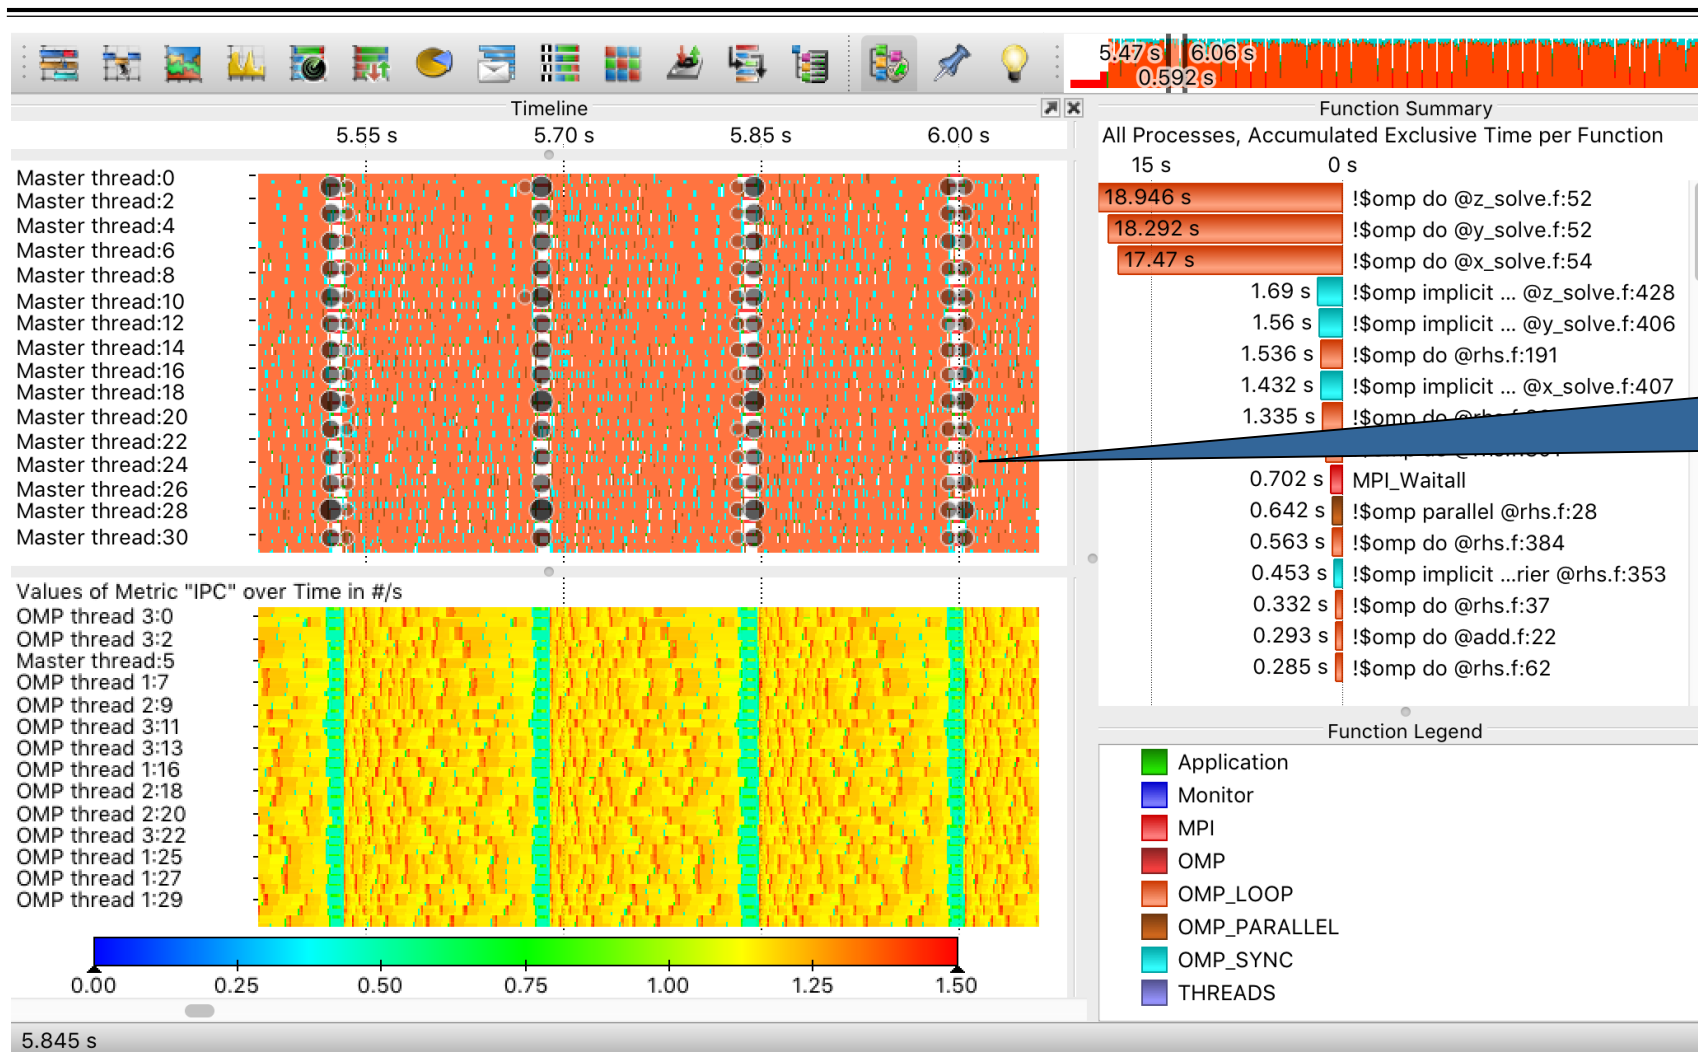 5.47 s
6.06 s
0.592 s
Timeline
5.55 s
5.70 s
5.85 s
6.00 s
Master thread:0
Master thread:2
Master thread:4
Master thread:6
Master thread:8
Master thread:10
Master thread:12
Master thread:14
Master thread:16
Master thread:18
Master thread:20
Master thread:22
Master thread:24
Master thread:26
Master thread:28
Master thread:30
Values of Metric "IPC" over Time in #/s
OMP thread 3:0
OMP thread 3:2
Master thread:5
OMP thread 1:7
OMP thread 2:9
OMP thread 3:11
OMP thread 3:13
OMP thread 1:16
OMP thread 2:18
OMP thread 2:20
OMP thread 3:22
OMP thread 1:25
OMP thread 1:27
OMP thread 1:29
0.00
0.25
0.50
0.75
1.00
1.25
1.50
5.845 s
Function Summary
All Processes, Accumulated Exclusive Time per Function
15 s
0 s
18.946 s !$omp do @z_solve.f:52
18.292 s !$omp do @y_solve.f:52
17.47 s !$omp do @x_solve.f:54
1.69 s !$omp implicit ... @z_solve.f:428
1.56 s !$omp implicit ... @y_solve.f:406
1.536 s !$omp do @rhs.f:191
1.432 s !$omp implicit ... @x_solve.f:407
1.335 s !$omp do
0.702 s MPI_Waitall
0.642 s !$omp parallel @rhs.f:28
0.563 s !$omp do @rhs.f:384
0.453 s !$omp implicit ...rier @rhs.f:353
0.332 s !$omp do @rhs.f:37
0.293 s !$omp do @add.f:22
0.285 s !$omp do @rhs.f:62
Function Legend
Application
Monitor
MPI
OMP
OMP_LOOP
OMP_PARALLEL
OMP_SYNC
THREADS